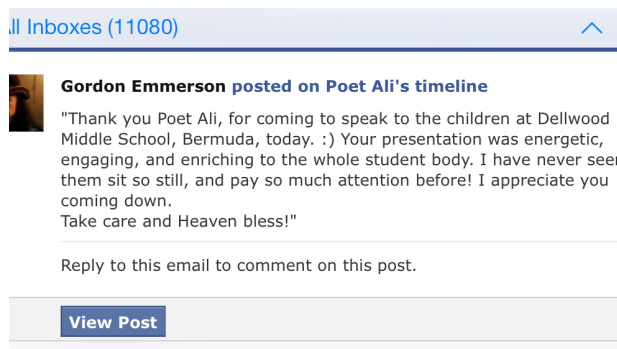 All Inboxes (11080)
Gordon Emmerson posted on Poet Ali's timeline
"Thank you Poet Ali, for coming to speak to the children at Dellwood
Middle School, Bermuda, today. :) Your presentation was energetic,
engaging, and enriching to the whole student body. I have never seen
them sit so still, and pay so much attention before! I appreciate you
coming down.
Take care and Heaven bless!"
Reply to this email to comment on this post.
View Post